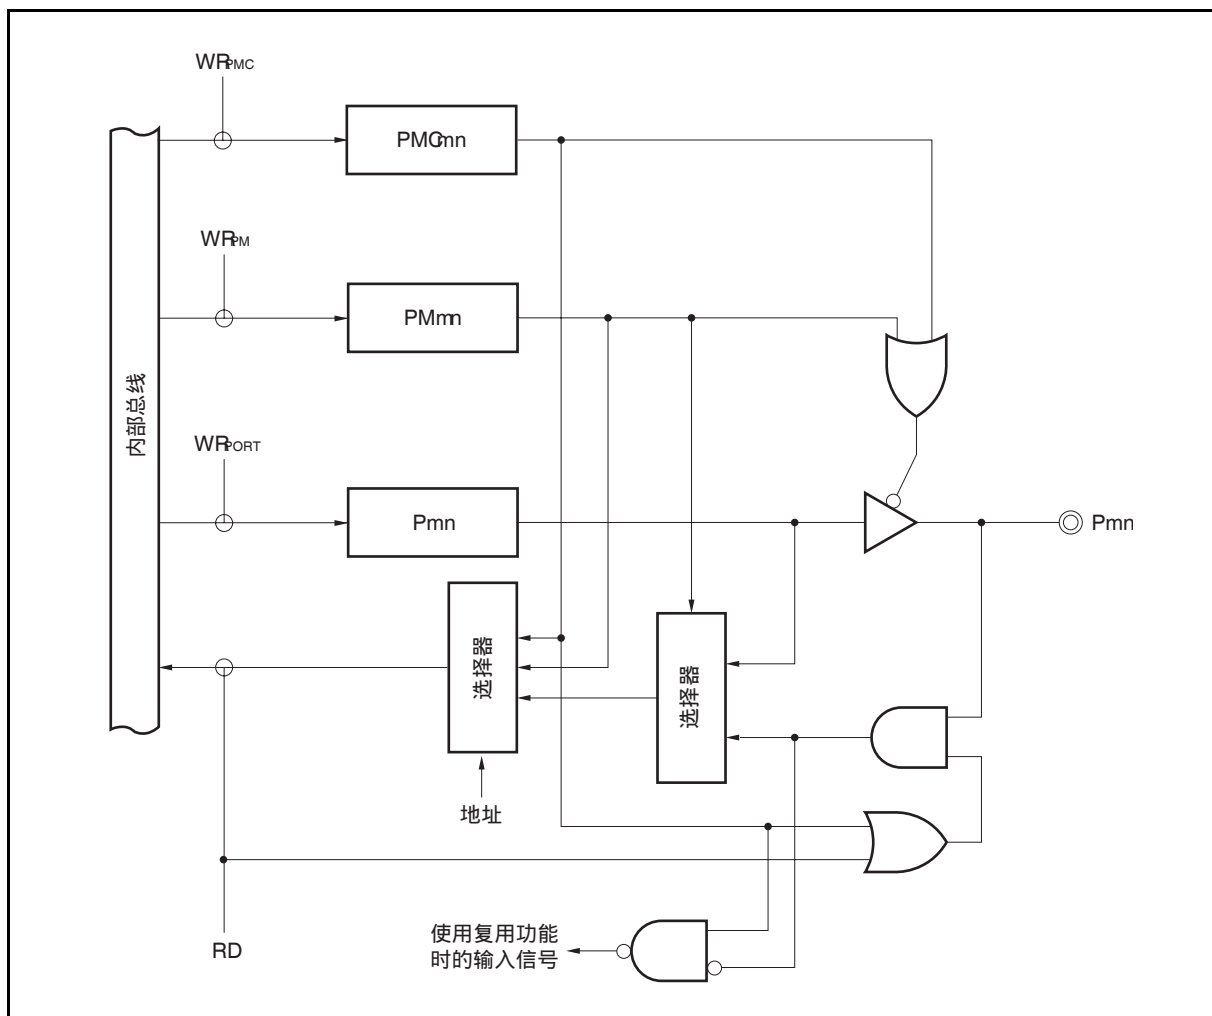 WRPMC
PMCmn
WRPM
PMmn
内部总线
WRPORT
Pmn
Pmn
选择器
选择器
地址
RD
使用复用功能
时的输入信号